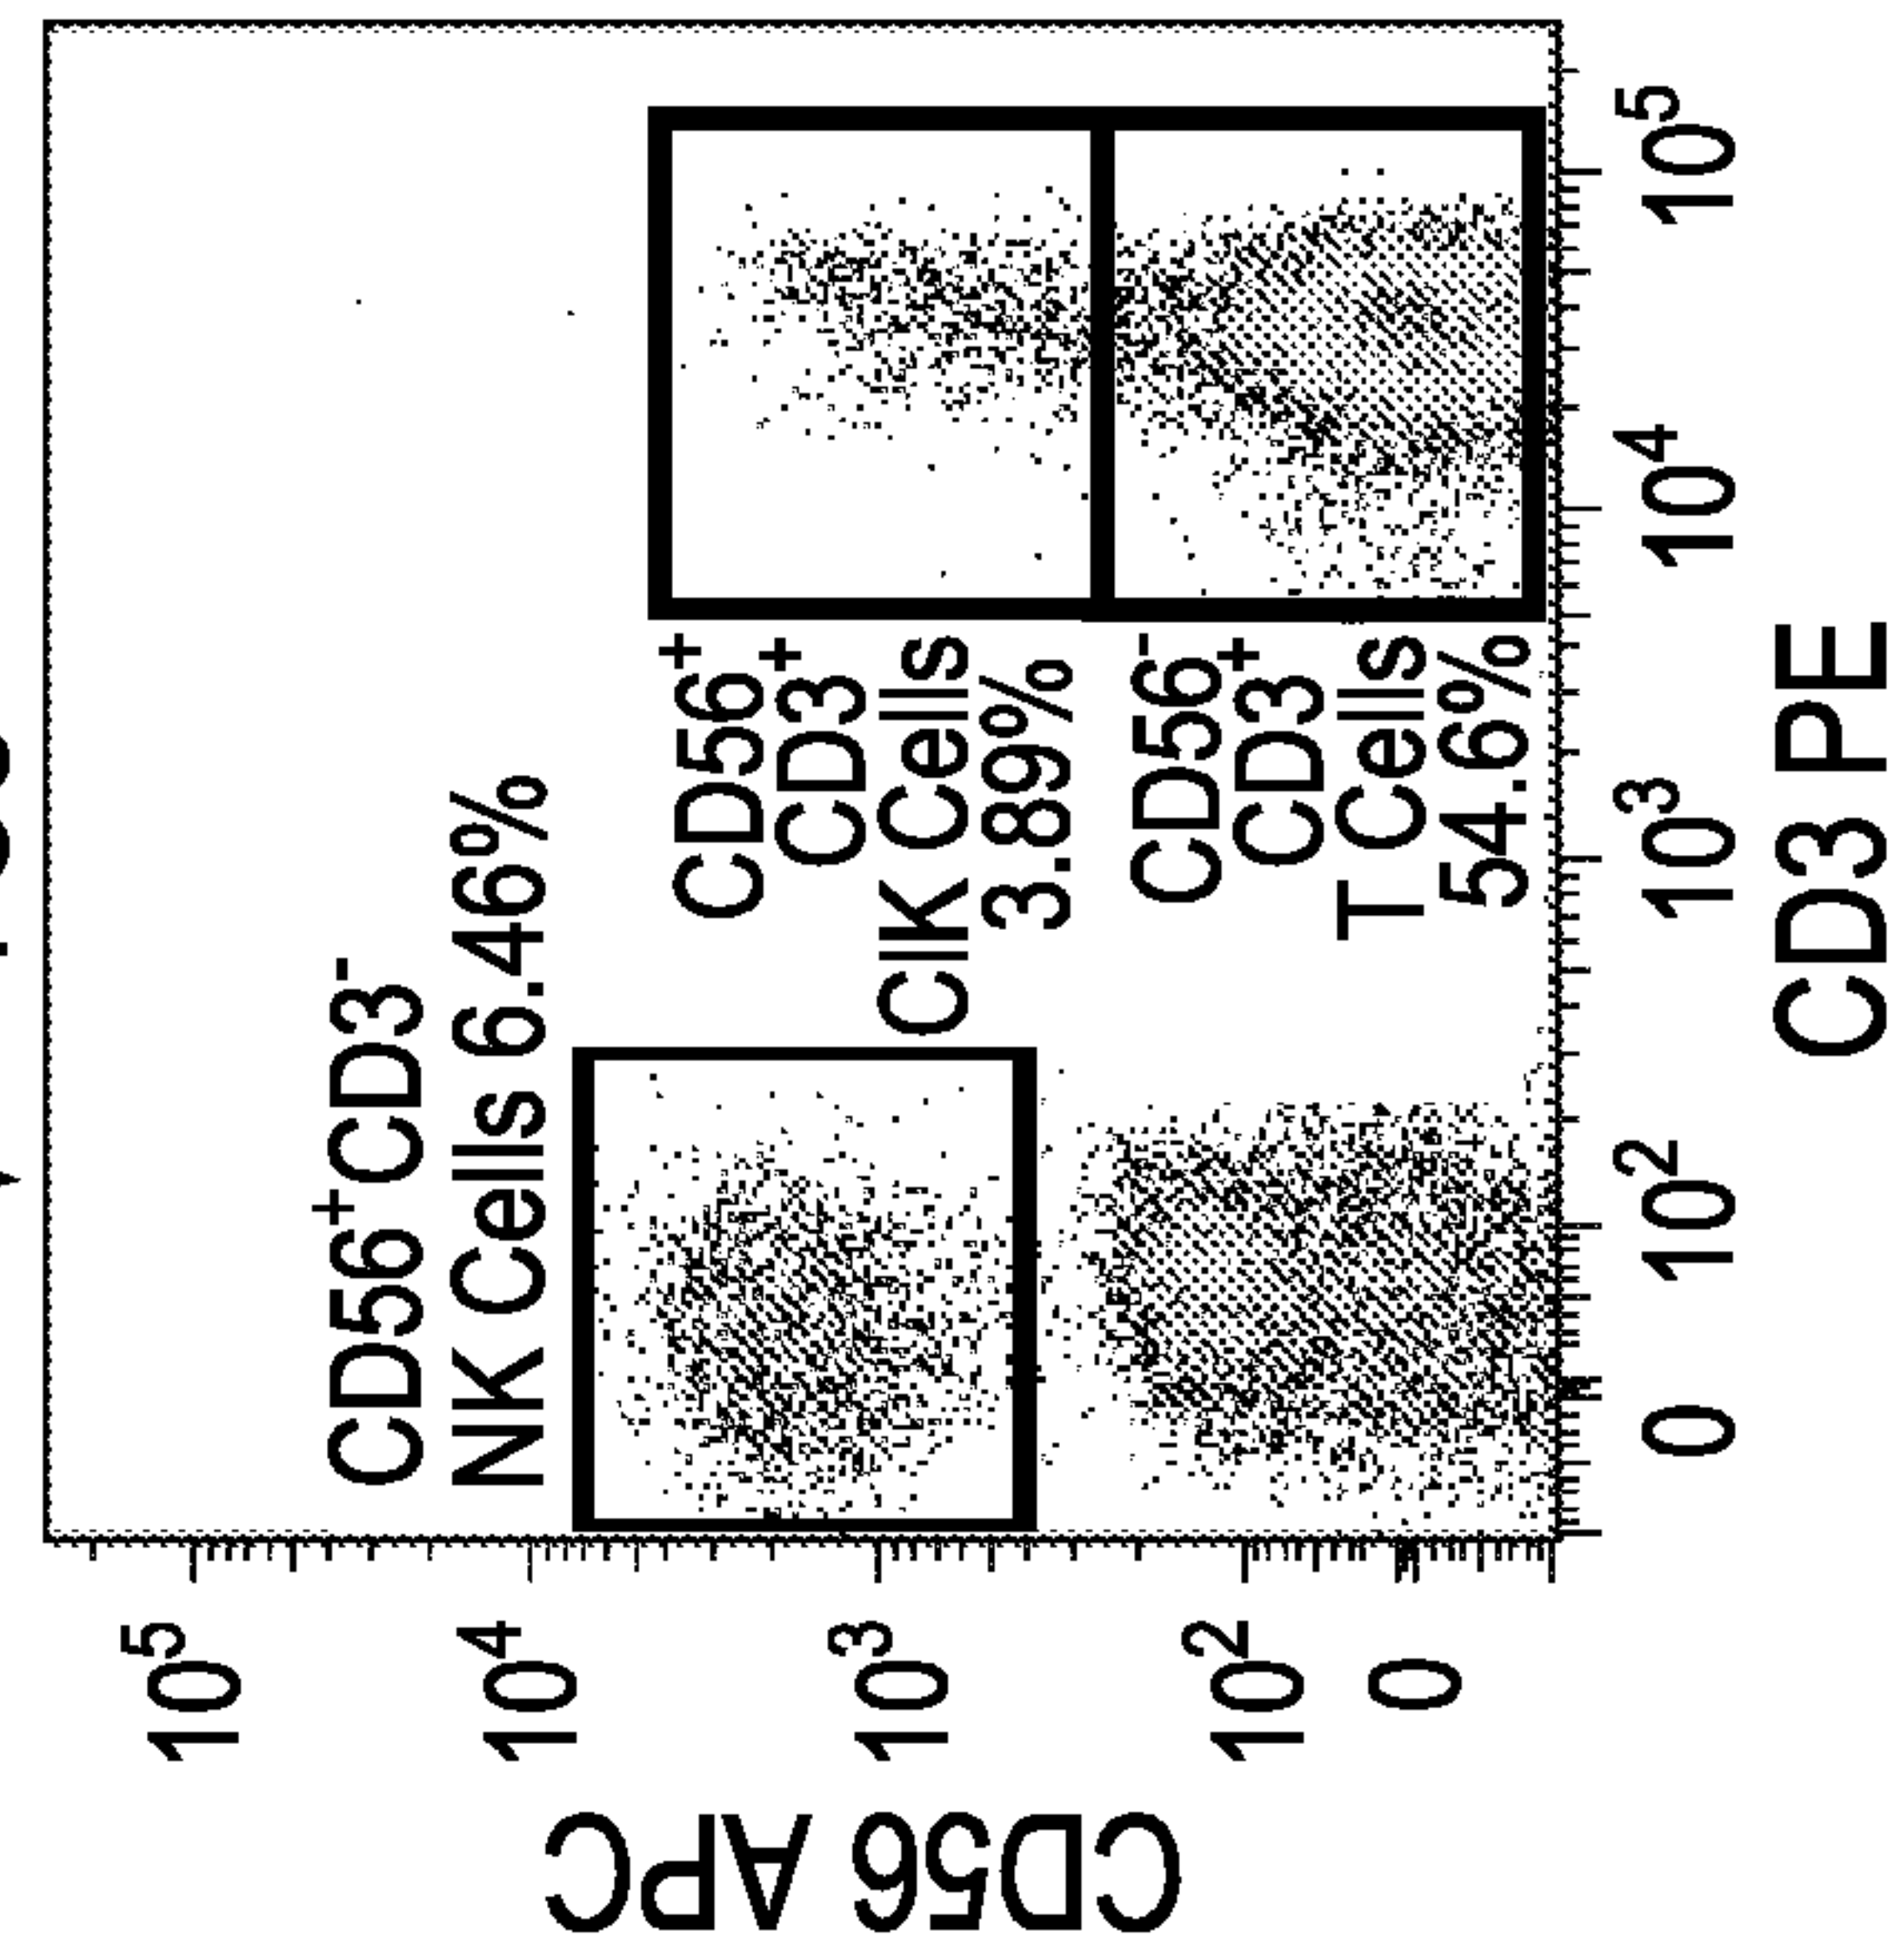 CD56⁺CD3⁻
NK Cells 6.46%
CD56⁺
CD3⁺
CIK Cells
3.89%
CD56⁻
CD3⁺
T Cells
54.6%
CD56 APC
10⁵
10⁴
10³
10²
0
0
10²
10³
10⁴
10⁵
CD3 PE